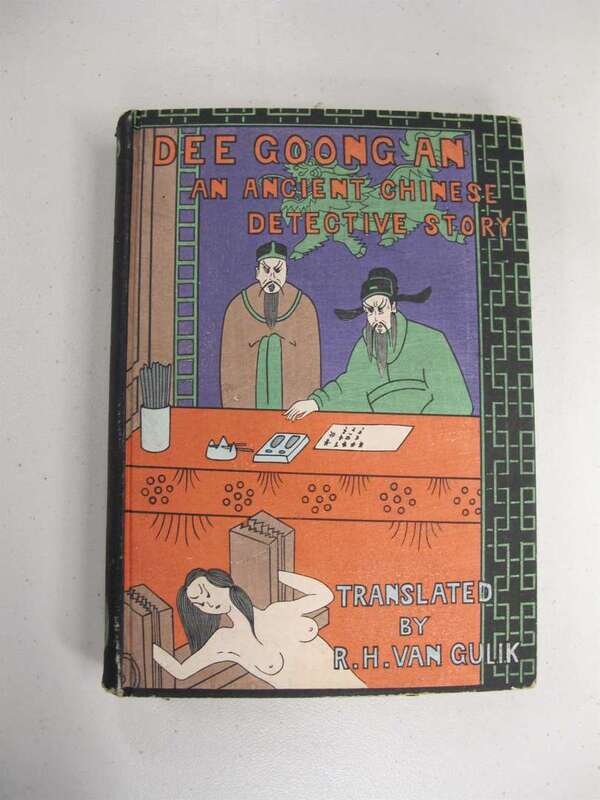 DEE GOONG AN
AN ANCIENT CHINESE
DETECTIVE STORY
TRANSLATED
BY
R.H. VAN GULIK